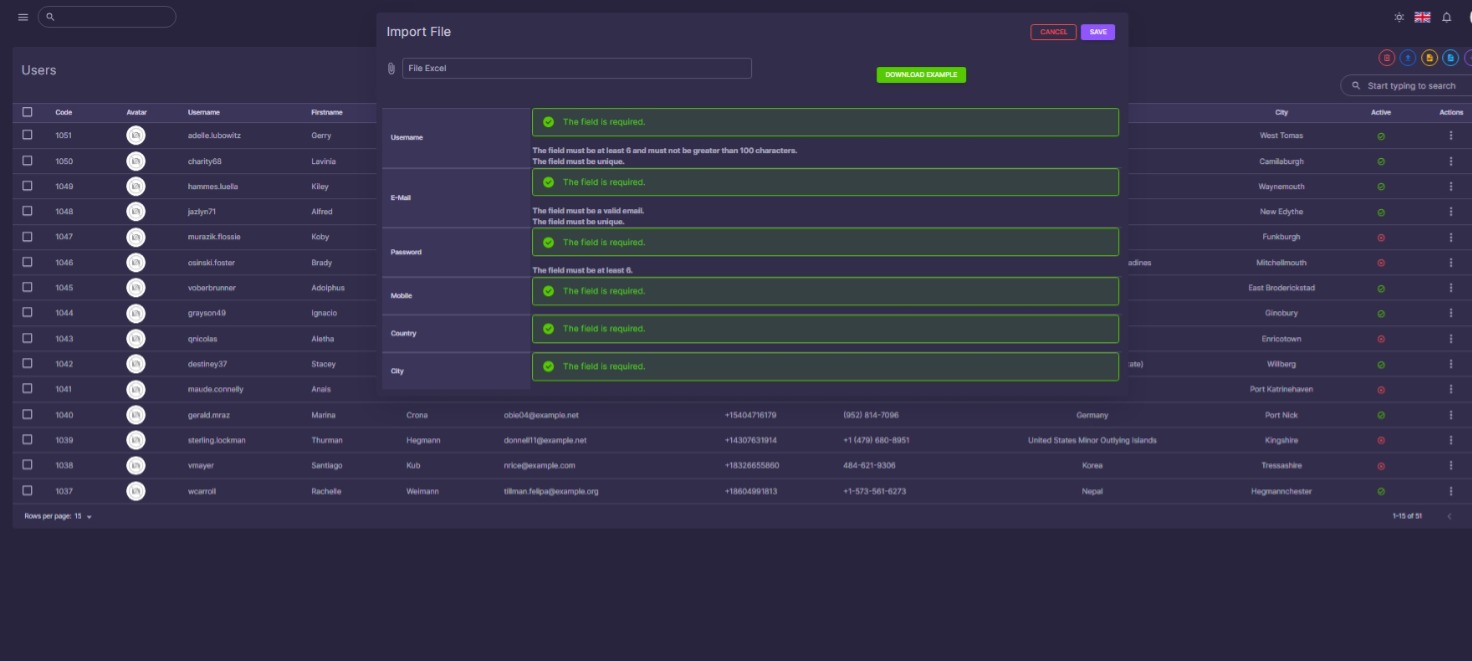 Import File
CANCEL
SAVE
Users
File Excel
DOWNLOAD EXAMPLE
Start typing to search
Code Avatar Username Firstname City Active Actions
Username
The field is required.
The field must be at least 6 and must not be greater than 100 characters.
The field must be unique.
E-Mail
The field is required.
The field must be a valid email.
The field must be unique.
Password
The field is required.
The field must be at least 6.
Mobile
The field is required.
Country
The field is required.
City
The field is required.
1051 adelle.lubowitz Gerry West Tomas
1050 charity68 Lavinia Camilaburgh
1049 hammes.luella Kiley Waynemouth
1048 jazlyn71 Alfred New Edythe
1047 murazik.flossie Koby Funkburgh
1046 osinski.foster Brady adines Mitchellmouth
1045 voberbrunner Adolphus East Broderickstad
1044 grayson49 Ignacio Ginobury
1043 qnicolas Aletha Enricotown
1042 destiney37 Stacey tate) Willberg
1041 maude.connelly Anais Port Katrinehaven
1040 gerald.mraz Marina Crona obie04@example.net +15404716179 (952) 814-7096 Germany Port Nick
1039 sterling.lockman Thurman Hegmann donnell11@example.net +14307631914 +1 (479) 680-8951 United States Minor Outlying Islands Kingshire
1038 vmayer Santiago Kub nrice@example.com +18326655860 484-621-9306 Korea Tressashire
1037 wcarroll Rachelle Weimann tillman.felipa@example.org +18604991813 +1-573-561-6273 Nepal Hegmannchester
Rows per page: 15
1-15 of 51